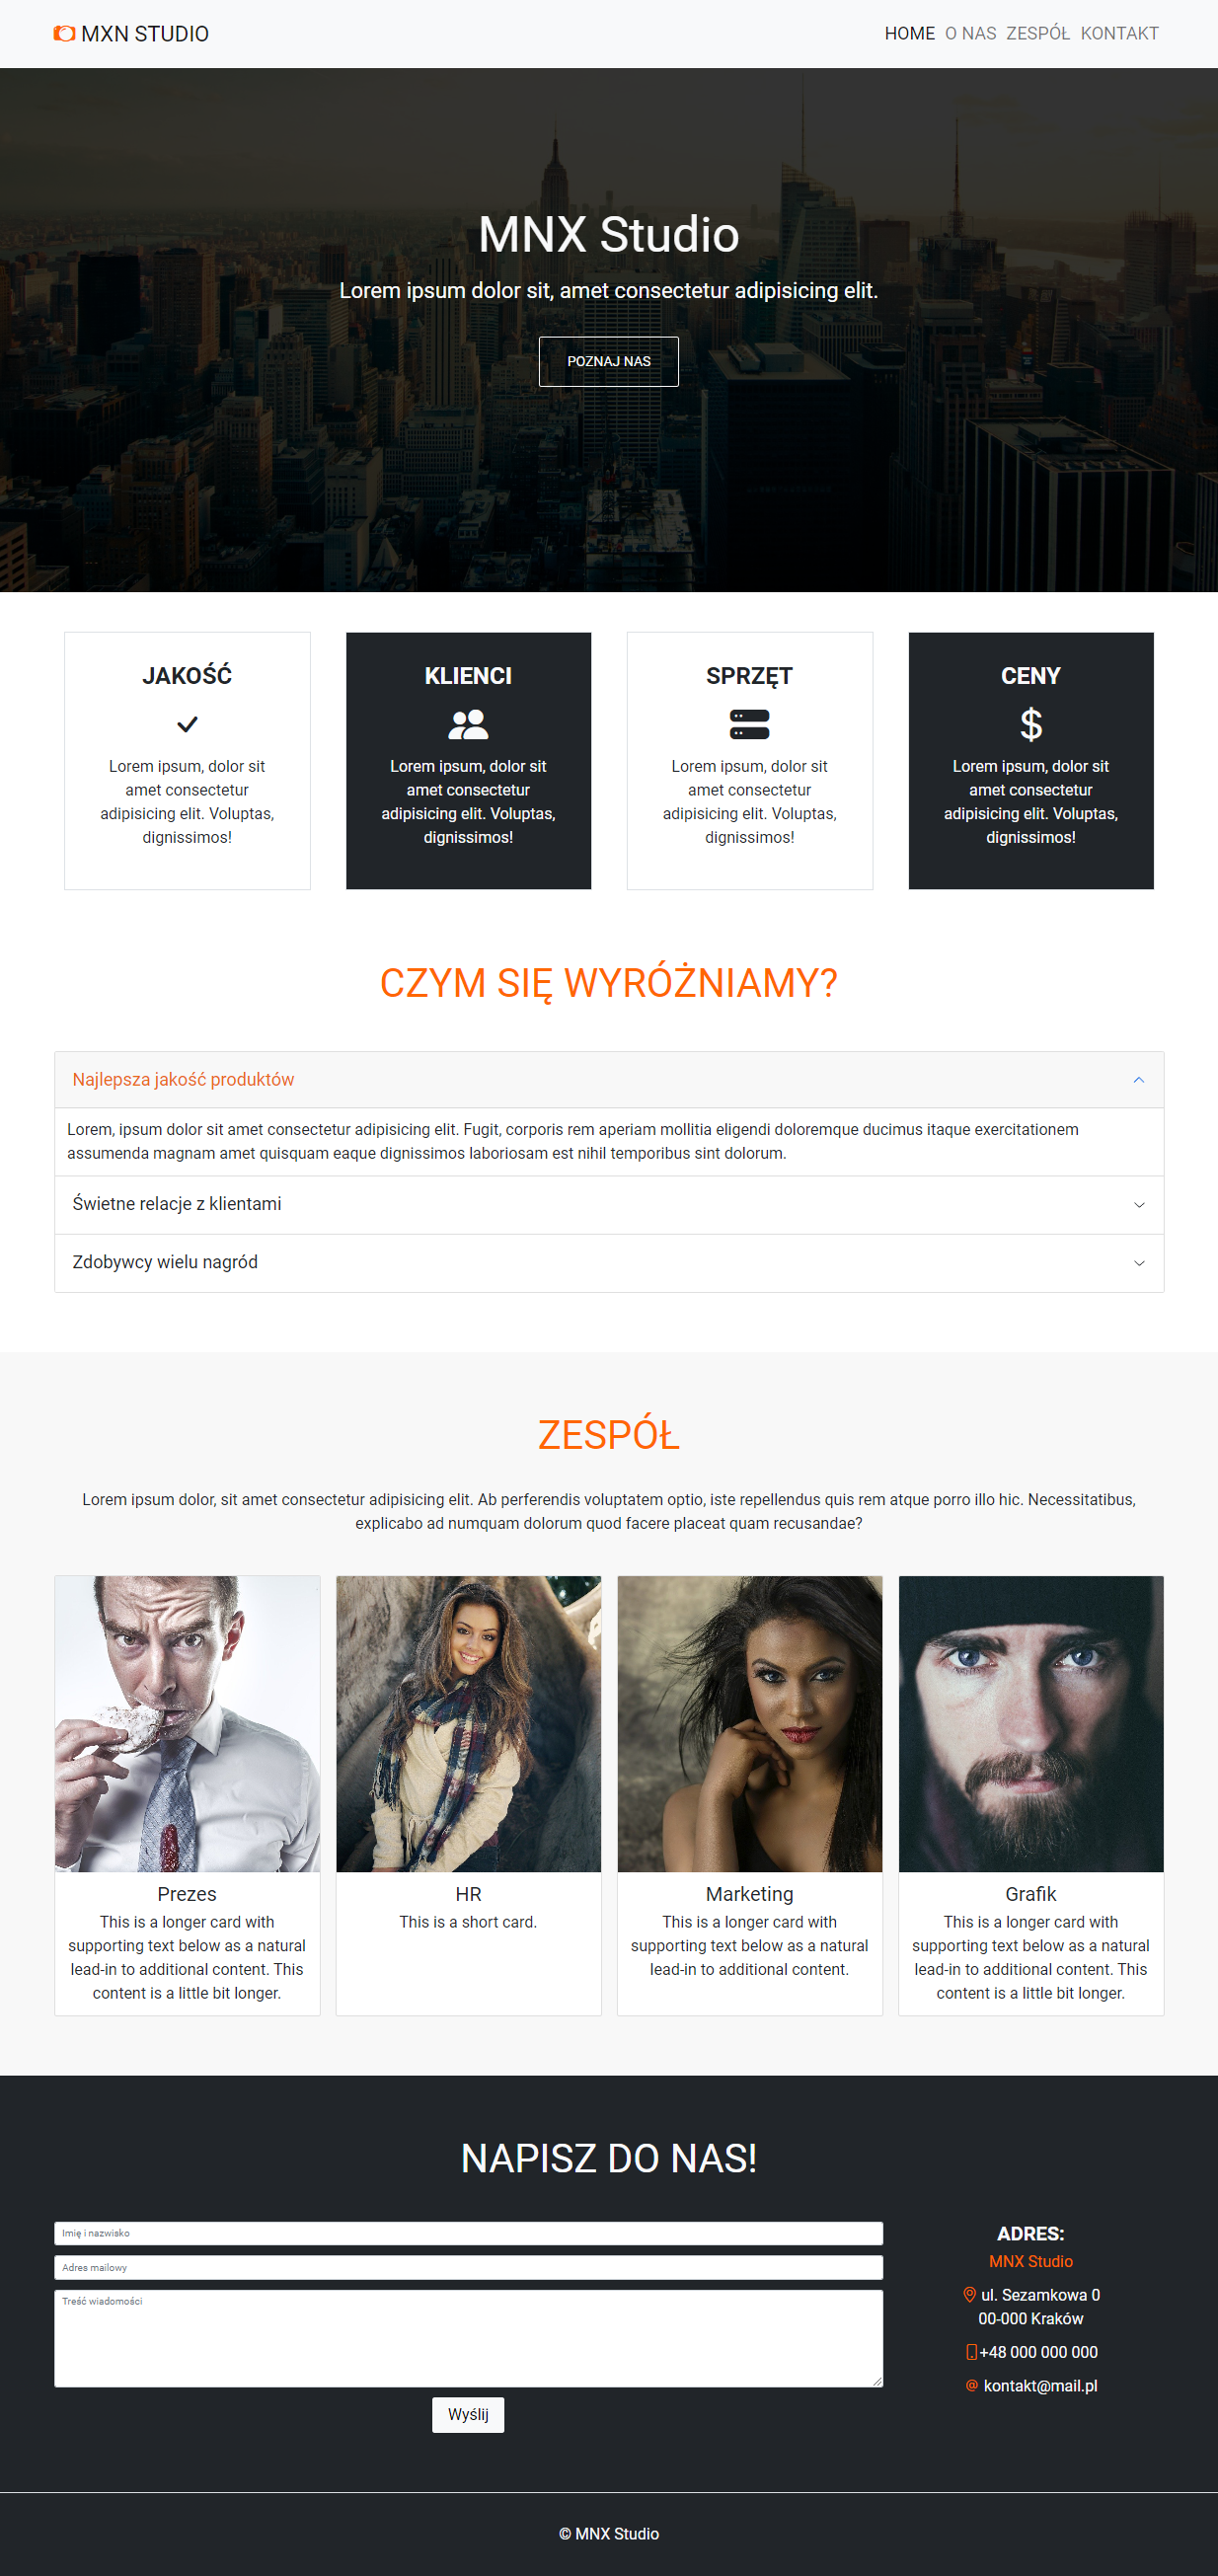 MXN STUDIO
HOME O NAS ZESPÓŁ KONTAKT
MNX Studio
Lorem ipsum dolor sit, amet consectetur adipisicing elit.
POZNAJ NAS
JAKOŚĆ
Lorem ipsum, dolor sit
amet consectetur
adipisicing elit. Voluptas,
dignissimos!
KLIENCI
Lorem ipsum, dolor sit
amet consectetur
adipisicing elit. Voluptas,
dignissimos!
SPRZĘT
Lorem ipsum, dolor sit
amet consectetur
adipisicing elit. Voluptas,
dignissimos!
CENY
$
Lorem ipsum, dolor sit
amet consectetur
adipisicing elit. Voluptas,
dignissimos!
CZYM SIĘ WYRÓŻNIAMY?
Najlepsza jakość produktów
Lorem, ipsum dolor sit amet consectetur adipisicing elit. Fugit, corporis rem aperiam mollitia eligendi doloremque ducimus itaque exercitationem
assumenda magnam amet quisquam eaque dignissimos laboriosam est nihil temporibus sint dolorum.
Świetne relacje z klientami
Zdobywcy wielu nagród
ZESPÓŁ
Lorem ipsum dolor, sit amet consectetur adipisicing elit. Ab perferendis voluptatem optio, iste repellendus quis rem atque porro illo hic. Necessitatibus,
explicabo ad numquam dolorum quod facere placeat quam recusandae?
Prezes
This is a longer card with
supporting text below as a natural
lead-in to additional content. This
content is a little bit longer.
HR
This is a short card.
Marketing
This is a longer card with
supporting text below as a natural
lead-in to additional content.
Grafik
This is a longer card with
supporting text below as a natural
lead-in to additional content. This
content is a little bit longer.
NAPISZ DO NAS!
Imię i nazwisko
Adres mailowy
Treść wiadomości
Wyślij
ADRES:
MNX Studio
ul. Sezamkowa 0
00-000 Kraków
+48 000 000 000
@ kontakt@mail.pl
© MNX Studio